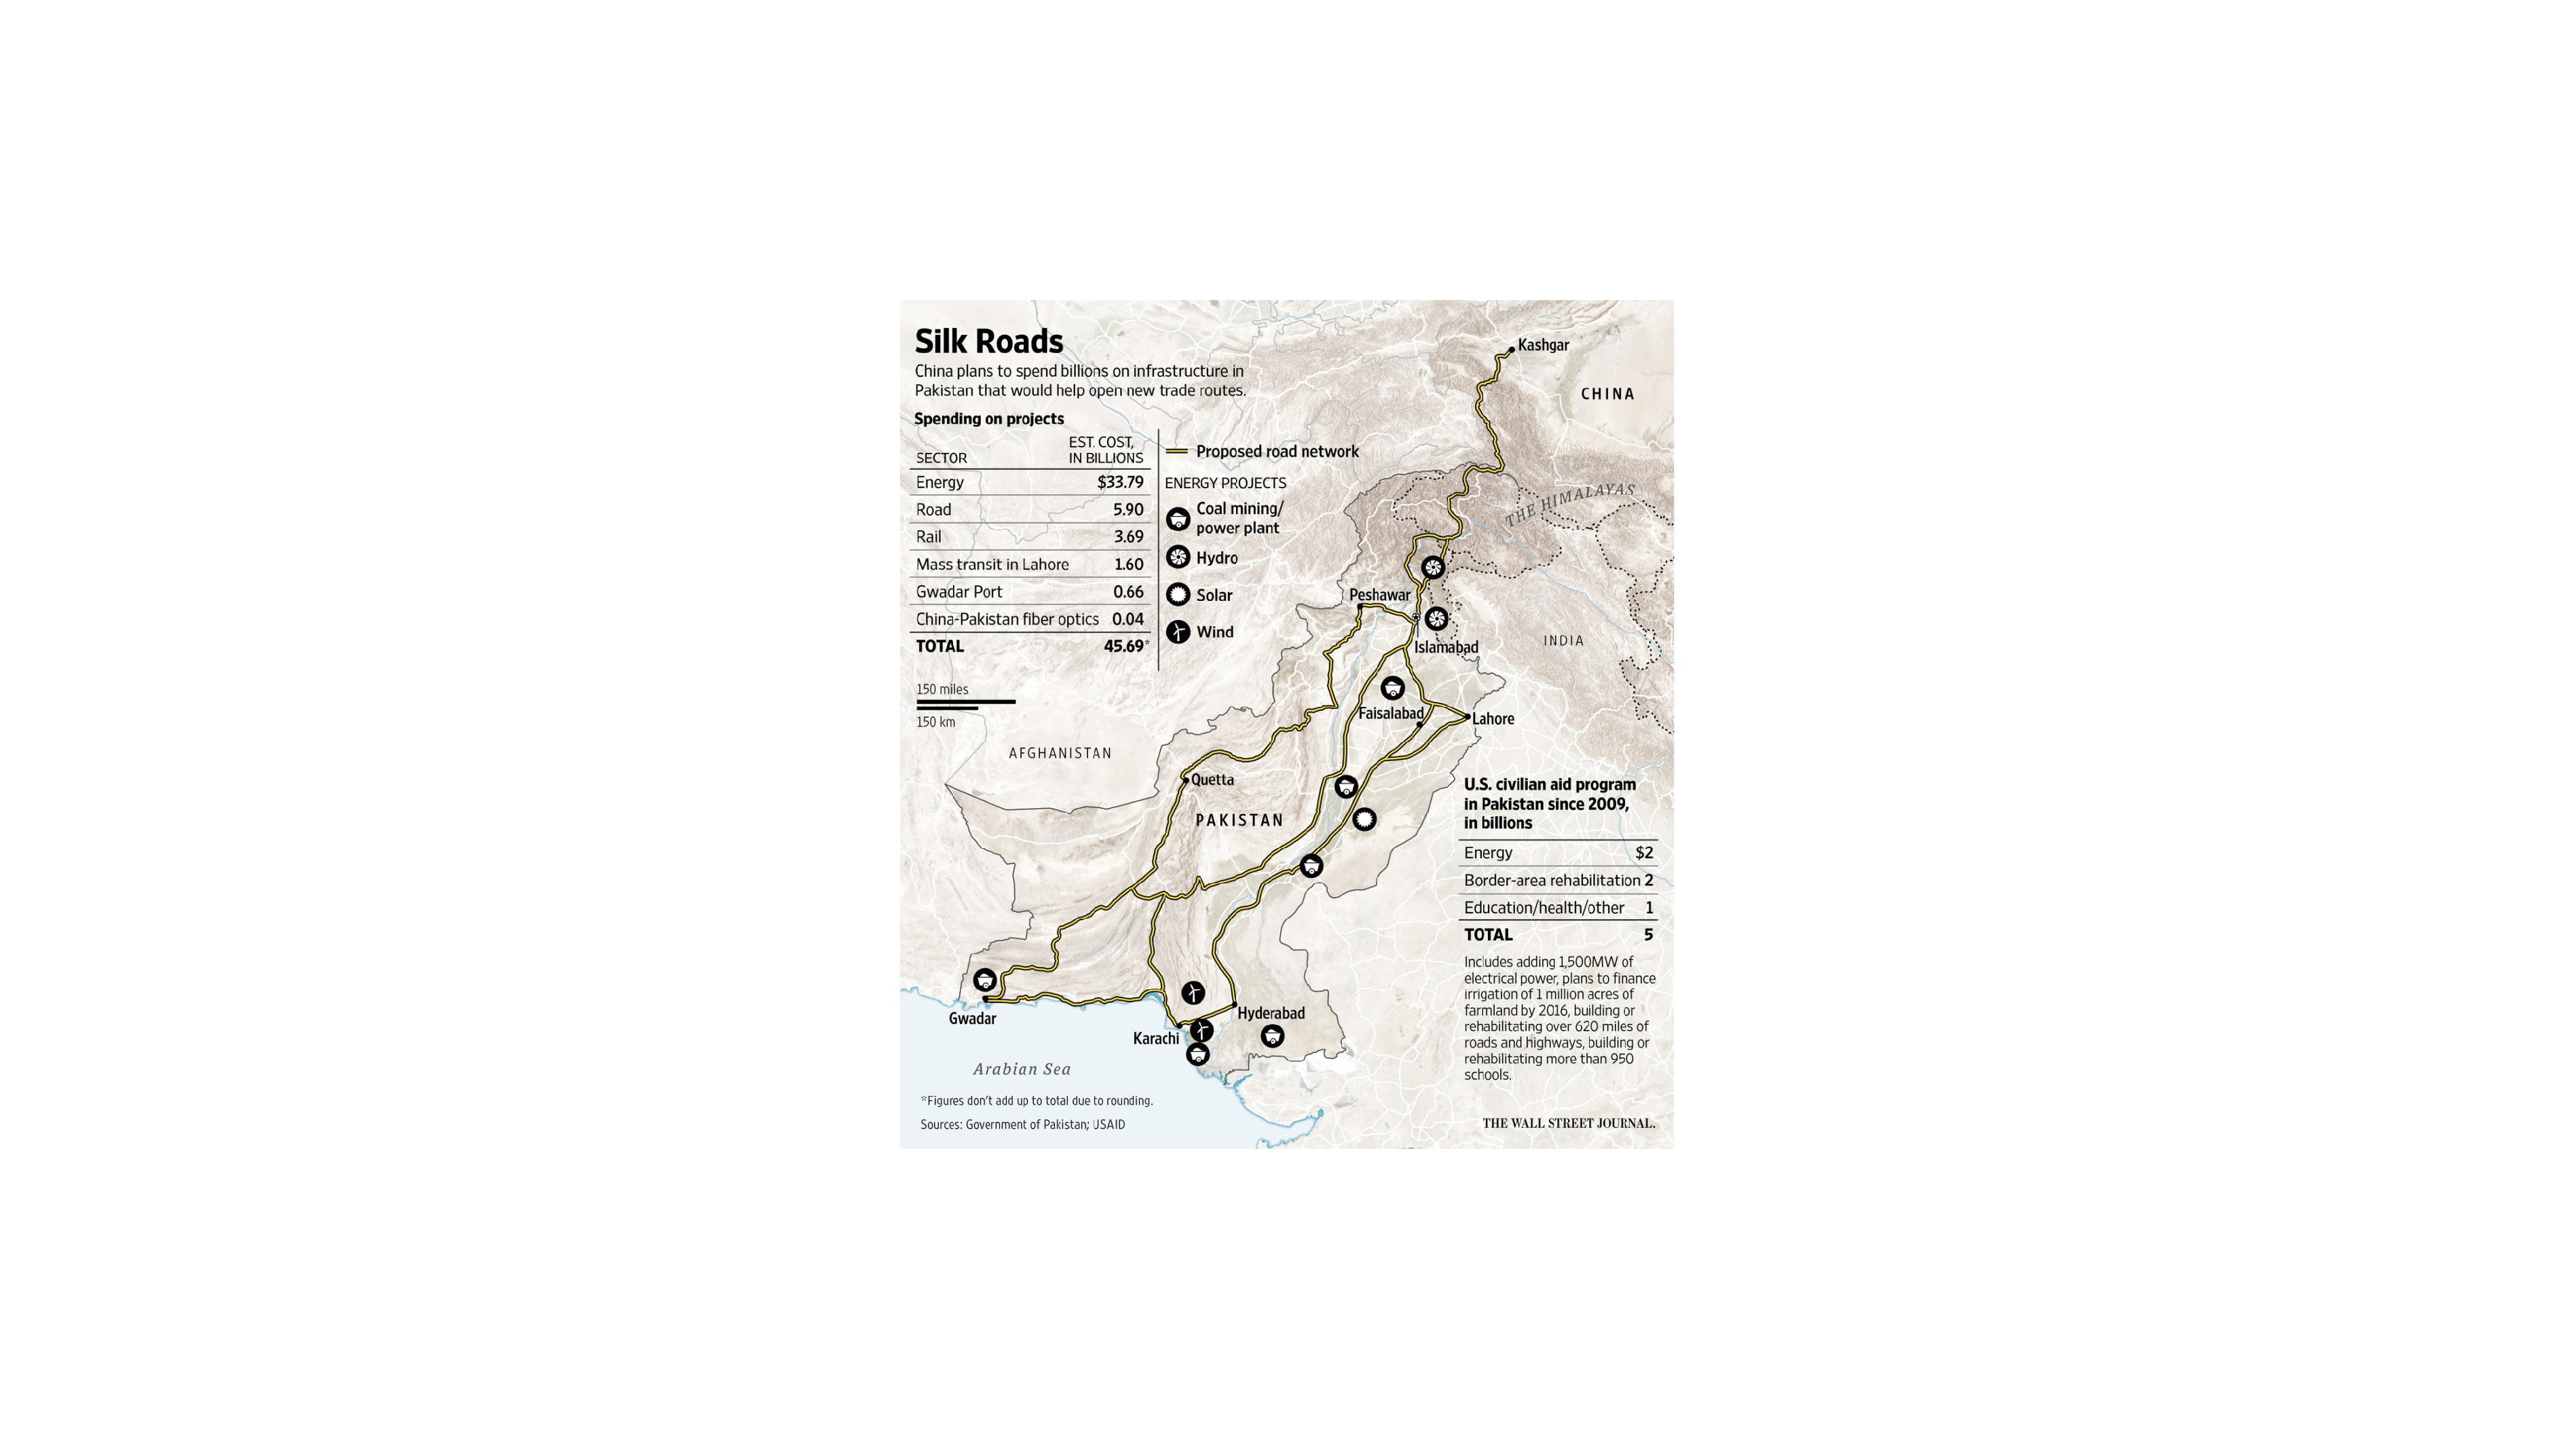 Silk Roads
China plans to spend billions on infrastructure in
Pakistan that would help open new trade routes.
Spending on projects
SECTOR EST. COST, IN BILLIONS
Energy $33.79
Road 5.90
Rail 3.69
Mass transit in Lahore 1.60
Gwadar Port 0.66
China-Pakistan fiber optics 0.04
TOTAL 45.69*
150 miles
150 km
Proposed road network
ENERGY PROJECTS
Coal mining/
power plant
Hydro
Solar
Wind
Kashgar
CHINA
THE HIMALAYAS
Peshawar
Islamabad
INDIA
Faisalabad
Lahore
AFGHANISTAN
Quetta
PAKISTAN
Gwadar
Karachi
Hyderabad
Arabian Sea
U.S. civilian aid program
in Pakistan since 2009,
in billions
Energy $2
Border-area rehabilitation 2
Education/health/other 1
TOTAL 5
Includes adding 1,500MW of
electrical power, plans to finance
irrigation of 1 million acres of
farmland by 2016, building or
rehabilitating over 620 miles of
roads and highways, building or
rehabilitating more than 950
schools.
*Figures don't add up to total due to rounding.
Sources: Government of Pakistan; USAID
THE WALL STREET JOURNAL.